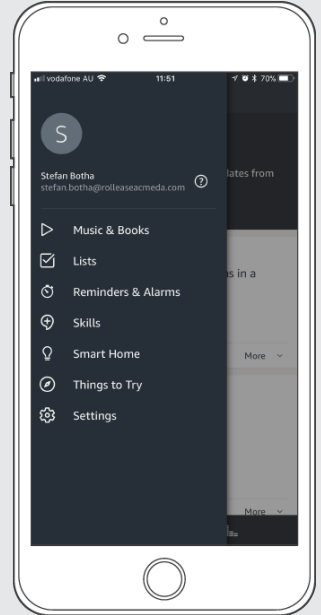 vodafone AU 11:51 70%
S
Stefan Botha
stefan.botha@rolleaseacmeda.com
lates from
Music & Books
s in a
Lists
Reminders & Alarms
Skills
Smart Home
More
Things to Try
Settings
More